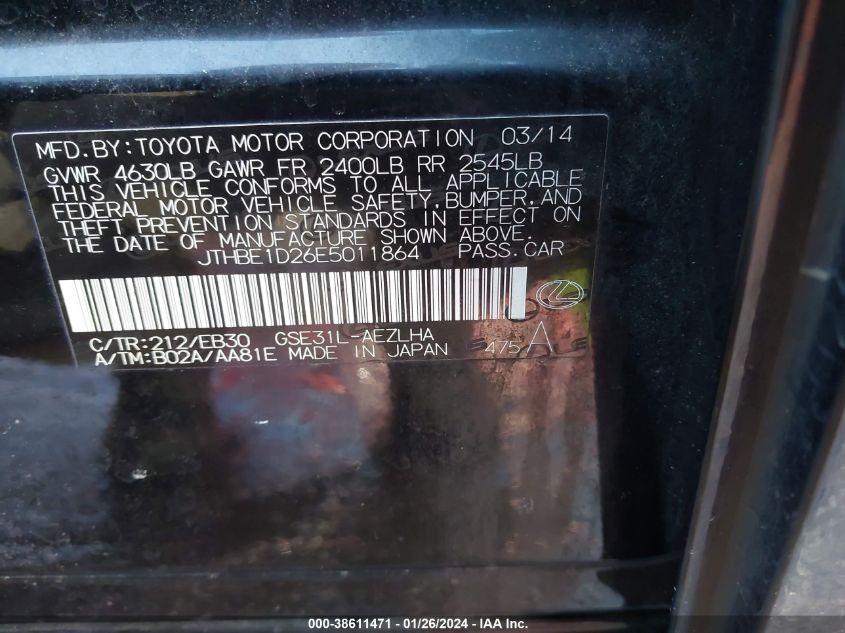 MFD.BY:TOYOTA MOTOR CORPORATION 03/14
GVWR 4630LB GAWR FR 2400LB RR 2545LB
THIS VEHICLE CONFORMS TO ALL APPLICABLE
FEDERAL MOTOR VEHICLE SAFETY,BUMPER,AND
THEFT PREVENTION STANDARDS IN EFFECT ON
THE DATE OF MANUFACTURE SHOWN ABOVE.
JTHBE1D26E5011864 PASS.CAR
C/TR:212/EB30 GSE31L-AEZLHA
A/TM:B02A/AA81E MADE IN JAPAN 475 A
000-38611471 - 01/26/2024 - IAA Inc.